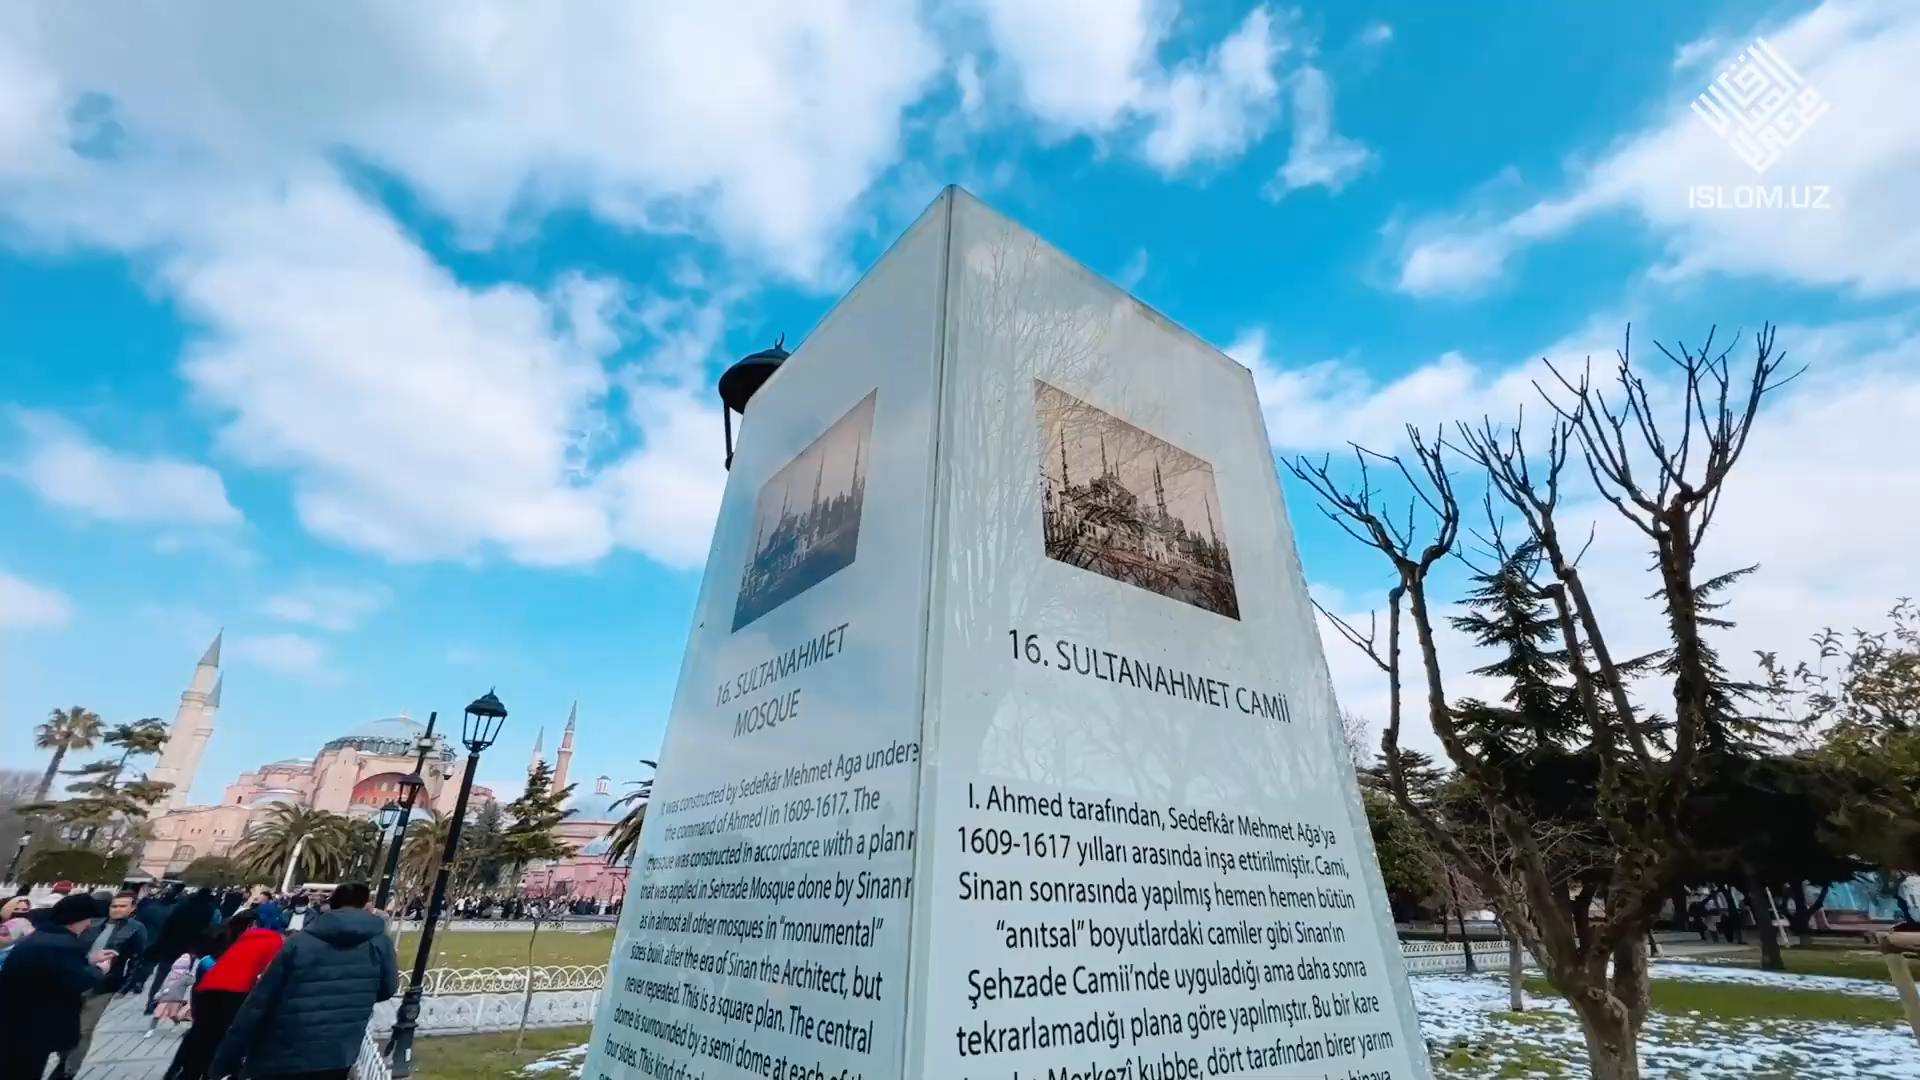 ISLOM.UZ
16. SULTANAHMET
MOSQUE
It was constructed by Sedefkâr Mehmet Aga under
the command of Ahmed I in 1609-1617. The
mosque was constructed in accordance with a plan
that was applied in Sehzade Mosque done by Sinan
as in almost all other mosques in "monumental"
sizes built after the era of Sinan the Architect, but
never repeated. This is a square plan. The central
dome is surrounded by a semi dome at each of
four sides. This kind of a
16. SULTANAHMET CAMİİ
I. Ahmed tarafından, Sedefkâr Mehmet Ağa'ya
1609-1617 yılları arasında inşa ettirilmiştir. Cami,
Sinan sonrasında yapılmış hemen hemen bütün
"anıtsal" boyutlardaki camiler gibi Sinan'ın
Şehzade Camii'nde uyguladığı ama daha sonra
tekrarlamadığı plana göre yapılmıştır. Bu bir kare
Merkezî kubbe, dört tarafından birer yarım